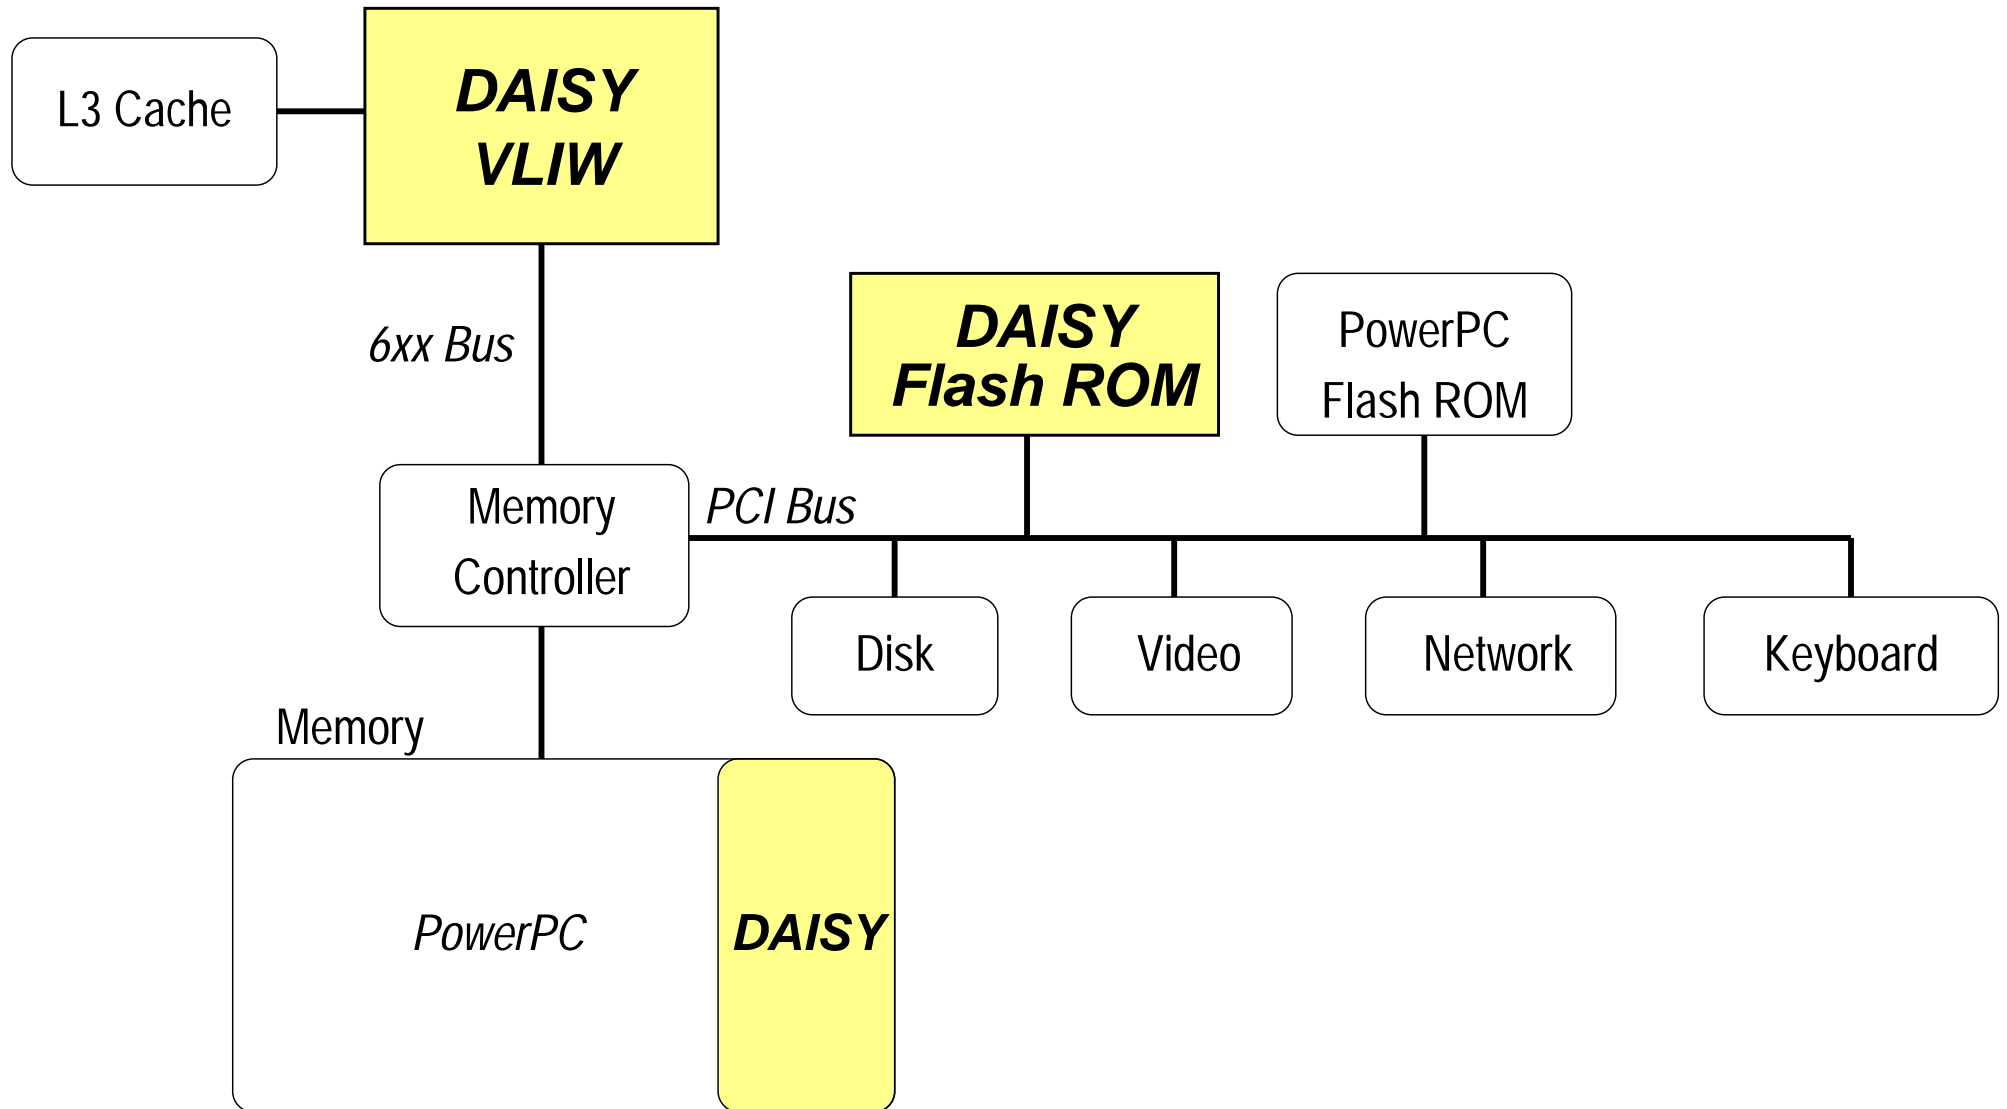 L3 Cache
DAISY
VLIW
6xx Bus
DAISY
Flash ROM
PowerPC
Flash ROM
Memory
Controller
PCI Bus
Disk
Video
Network
Keyboard
Memory
PowerPC
DAISY